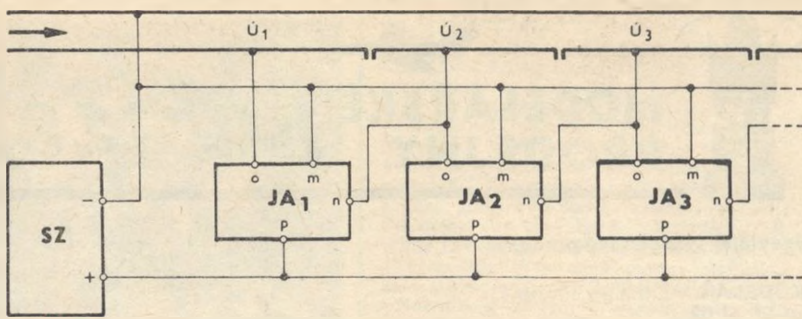 Ú1 Ú2 Ú3
o m o m o m
JA1 n JA2 n JA3 n
−
SZ
p p p
+